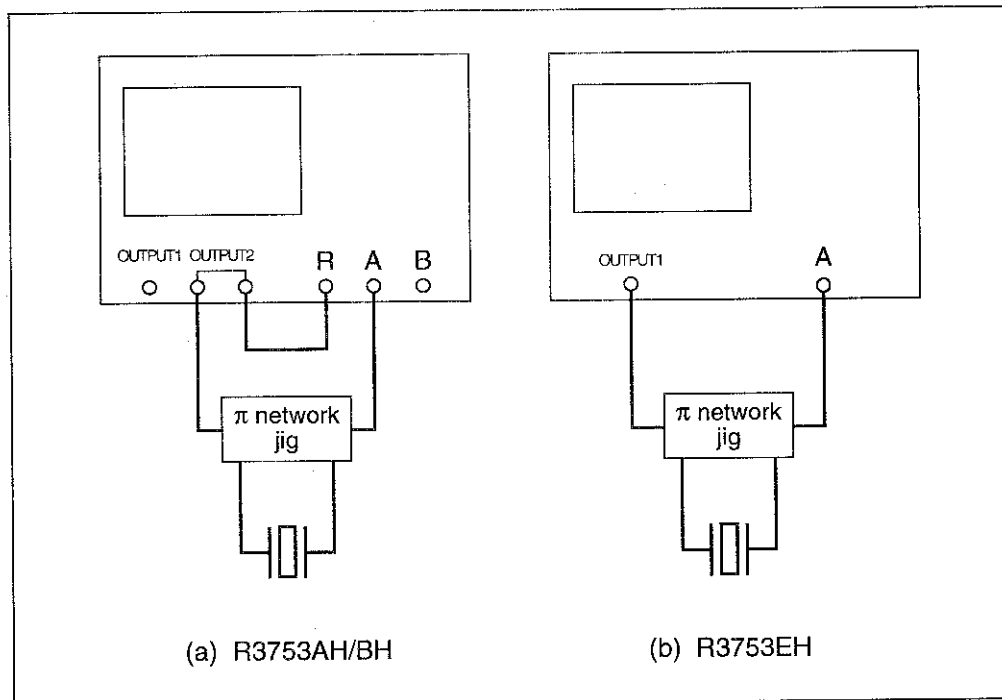 OUTPUT1 OUTPUT2 R A B
π network
jig
(a) R3753AH/BH
OUTPUT1 A
π network
jig
(b) R3753EH